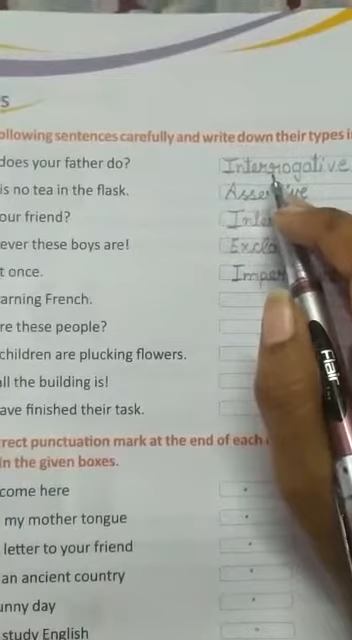 s
ollowing sentences carefully and write down their types i
does your father do? Interrogative
is no tea in the flask.
our friend?
ever these boys are!
t once.
arning French.
re these people?
children are plucking flowers.
ll the building is!
ave finished their task.
rrect punctuation mark at the end of each
in the given boxes.
come here .
my mother tongue .
letter to your friend .
an ancient country .
unny day .
study English .
Flair